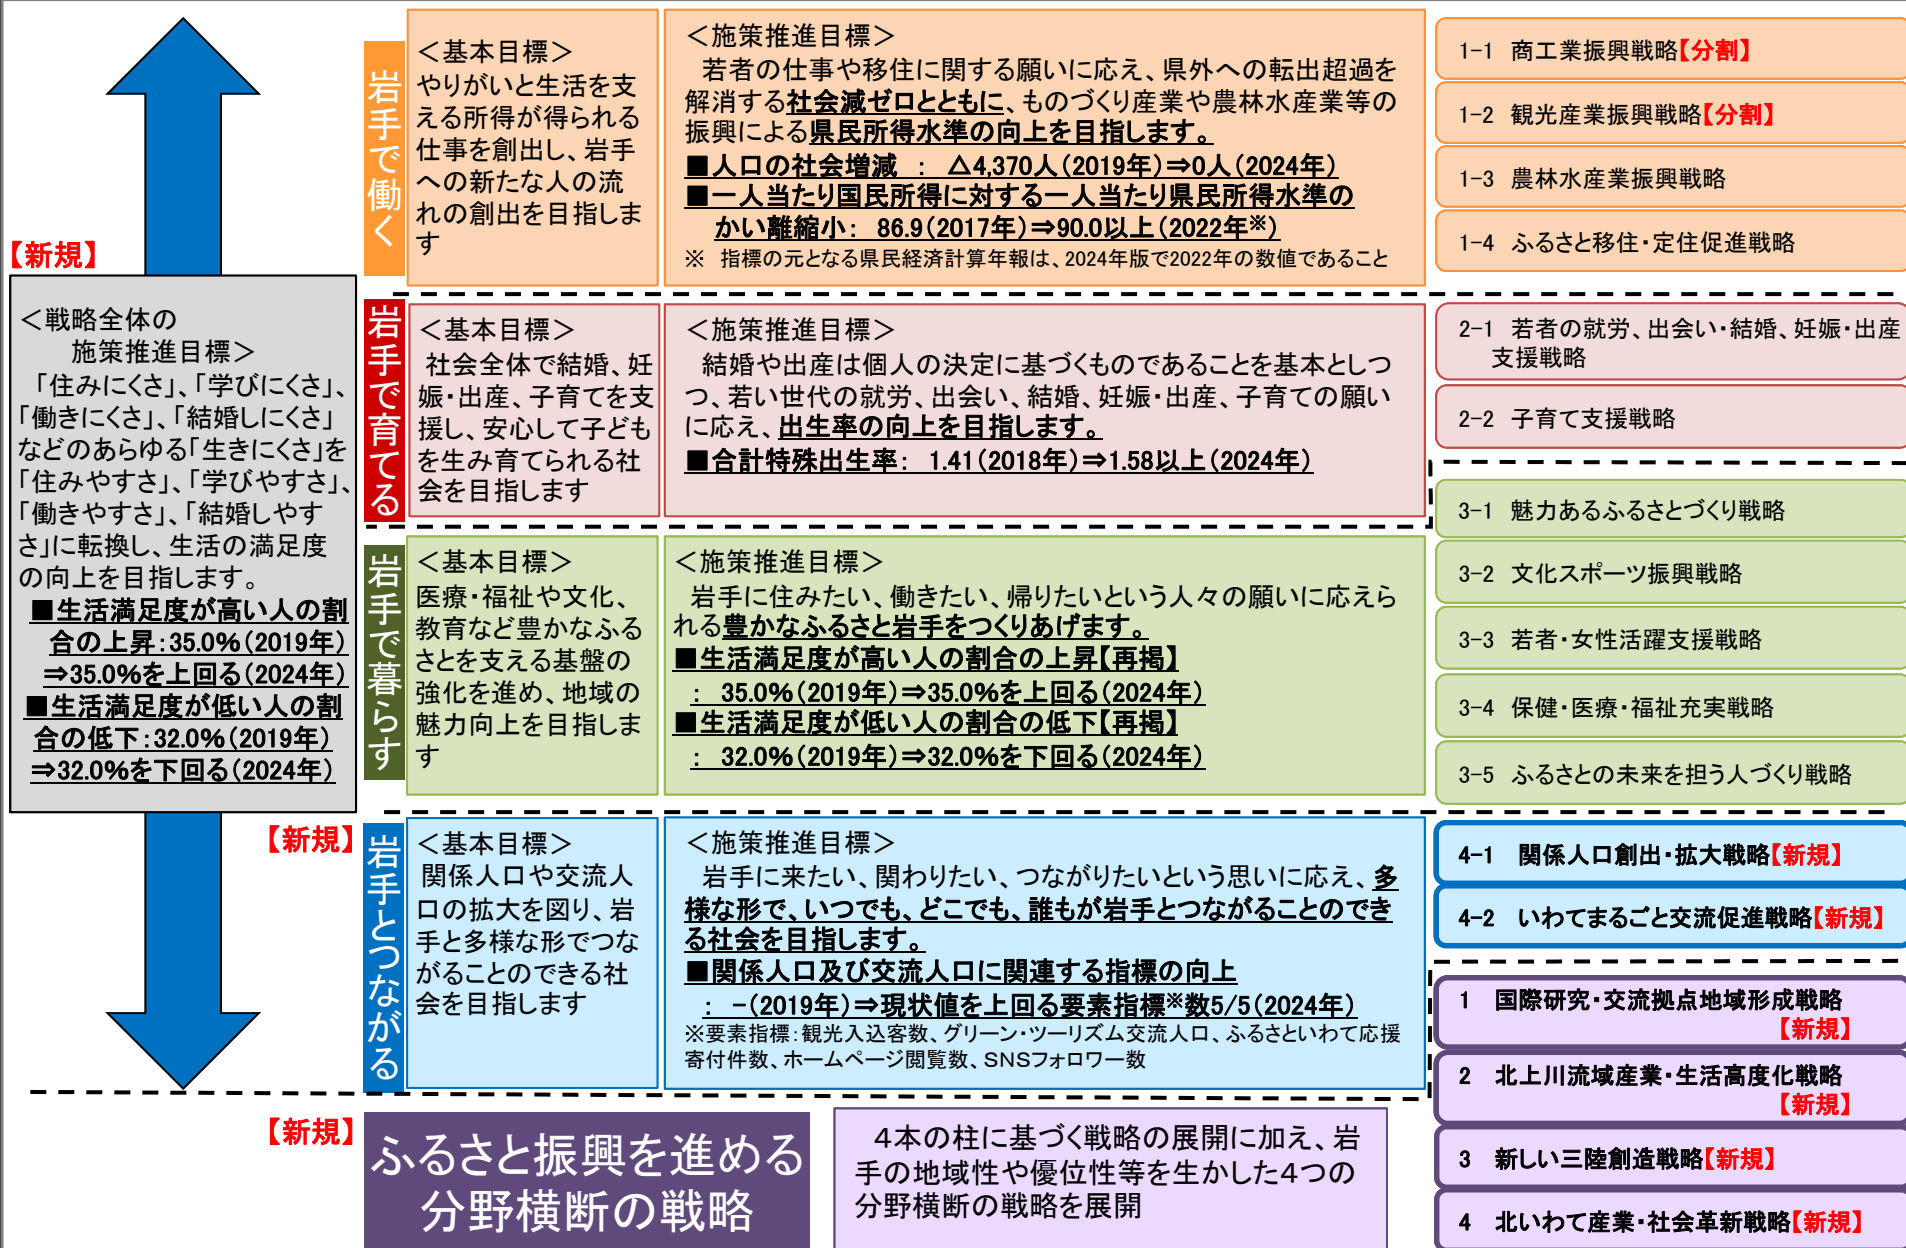 【新規】
＜戦略全体の
施策推進目標＞
「住みにくさ」、「学びにくさ」、
「働きにくさ」、「結婚しにくさ」
などのあらゆる「生きにくさ」を
「住みやすさ」、「学びやすさ」、
「働きやすさ」、「結婚しやす
さ」に転換し、生活の満足度
の向上を目指します。
■生活満足度が高い人の割
合の上昇：35.0%（2019年）
⇒35.0%を上回る（2024年）
■生活満足度が低い人の割
合の低下：32.0%（2019年）
⇒32.0%を下回る（2024年）
岩手で働く
＜基本目標＞
やりがいと生活を支
える所得が得られる
仕事を創出し、岩手
への新たな人の流
れの創出を目指しま
す
＜施策推進目標＞
若者の仕事や移住に関する願いに応え、県外への転出超過を
解消する社会減ゼロとともに、ものづくり産業や農林水産業等の
振興による県民所得水準の向上を目指します。
■人口の社会増減　：　△4,370人（2019年）⇒0人（2024年）
■一人当たり国民所得に対する一人当たり県民所得水準の
かい離縮小：　86.9（2017年）⇒90.0以上（2022年※）
※　指標の元となる県民経済計算年報は、2024年版で2022年の数値であること
1-1　商工業振興戦略【分割】
1-2　観光産業振興戦略【分割】
1-3　農林水産業振興戦略
1-4　ふるさと移住・定住促進戦略
岩手で育てる
＜基本目標＞
社会全体で結婚、妊
娠・出産、子育てを支
援し、安心して子ども
を生み育てられる社
会を目指します
＜施策推進目標＞
結婚や出産は個人の決定に基づくものであることを基本としつ
つ、若い世代の就労、出会い、結婚、妊娠・出産、子育ての願い
に応え、出生率の向上を目指します。
■合計特殊出生率：　1.41（2018年）⇒1.58以上（2024年）
2-1　若者の就労、出会い・結婚、妊娠・出産
支援戦略
2-2　子育て支援戦略
岩手で暮らす
＜基本目標＞
医療・福祉や文化、
教育など豊かなふる
さとを支える基盤の
強化を進め、地域の
魅力向上を目指しま
す
＜施策推進目標＞
岩手に住みたい、働きたい、帰りたいという人々の願いに応えら
れる豊かなふるさと岩手をつくりあげます。
■生活満足度が高い人の割合の上昇【再掲】
：　35.0%（2019年）⇒35.0%を上回る（2024年）
■生活満足度が低い人の割合の低下【再掲】
：　32.0%（2019年）⇒32.0%を下回る（2024年）
3-1　魅力あるふるさとづくり戦略
3-2　文化スポーツ振興戦略
3-3　若者・女性活躍支援戦略
3-4　保健・医療・福祉充実戦略
3-5　ふるさとの未来を担う人づくり戦略
【新規】
岩手とつながる
＜基本目標＞
関係人口や交流人
口の拡大を図り、岩
手と多様な形でつな
がることのできる社
会を目指します
＜施策推進目標＞
岩手に来たい、関わりたい、つながりたいという思いに応え、多
様な形で、いつでも、どこでも、誰もが岩手とつながることのでき
る社会を目指します。
■関係人口及び交流人口に関連する指標の向上
：　-（2019年）⇒現状値を上回る要素指標※数5/5（2024年）
※要素指標：観光入込客数、グリーン・ツーリズム交流人口、ふるさといわて応援
寄付件数、ホームページ閲覧数、SNSフォロワー数
4-1　関係人口創出・拡大戦略【新規】
4-2　いわてまるごと交流促進戦略【新規】
【新規】
ふるさと振興を進める
分野横断の戦略
４本の柱に基づく戦略の展開に加え、岩
手の地域性や優位性等を生かした４つの
分野横断の戦略を展開
1　国際研究・交流拠点地域形成戦略
【新規】
2　北上川流域産業・生活高度化戦略
【新規】
3　新しい三陸創造戦略【新規】
4　北いわて産業・社会革新戦略【新規】